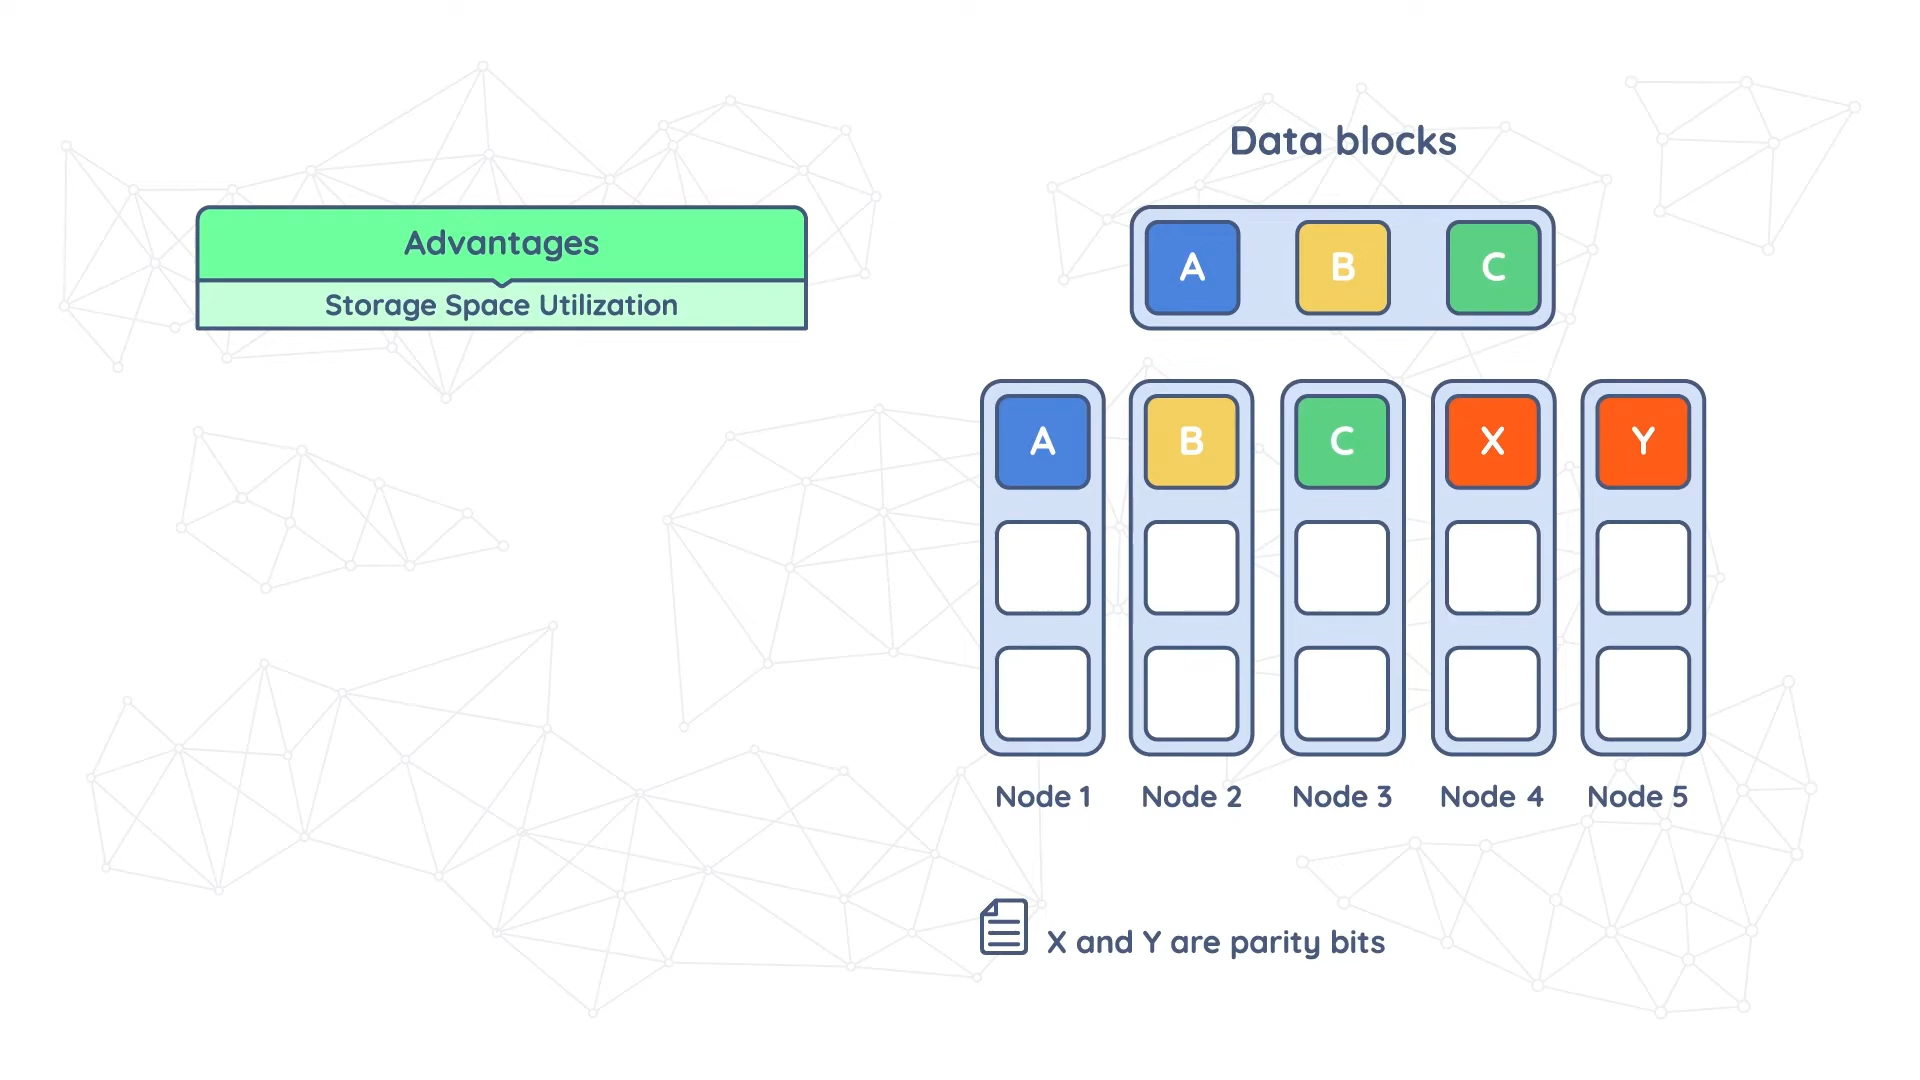 Advantages
Storage Space Utilization
Data blocks
A B C
A B C X Y
Node 1 Node 2 Node 3 Node 4 Node 5
X and Y are parity bits